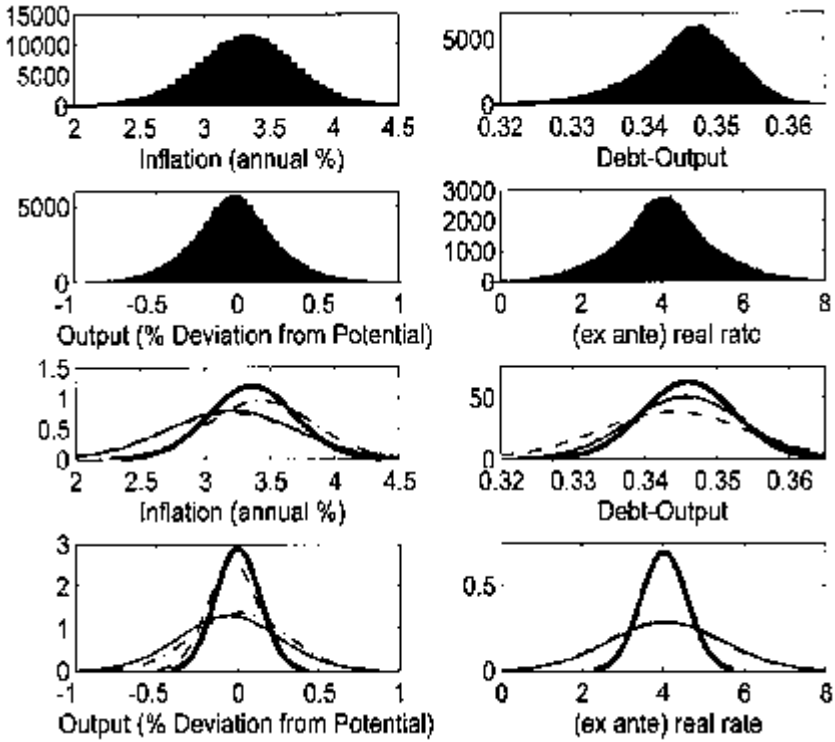 15000
10000
5000
0
2 2.5 3 3.5 4 4.5
Inflation (annual %)
5000
0
0.32 0.33 0.34 0.35 0.36
Debt-Output
5000
0
-1 -0.5 0 0.5 1
Output (% Deviation from Potential)
3000
2000
1000
0
0 2 4 6 8
(ex ante) real rate
1.5
1
0.5
0
2 2.5 3 3.5 4 4.5
Inflation (annual %)
50
0
0.32 0.33 0.34 0.35 0.36
Debt-Output
3
2
1
0
-1 -0.5 0 0.5 1
Output (% Deviation from Potential)
0.5
0
0 2 4 6 8
(ex ante) real rate